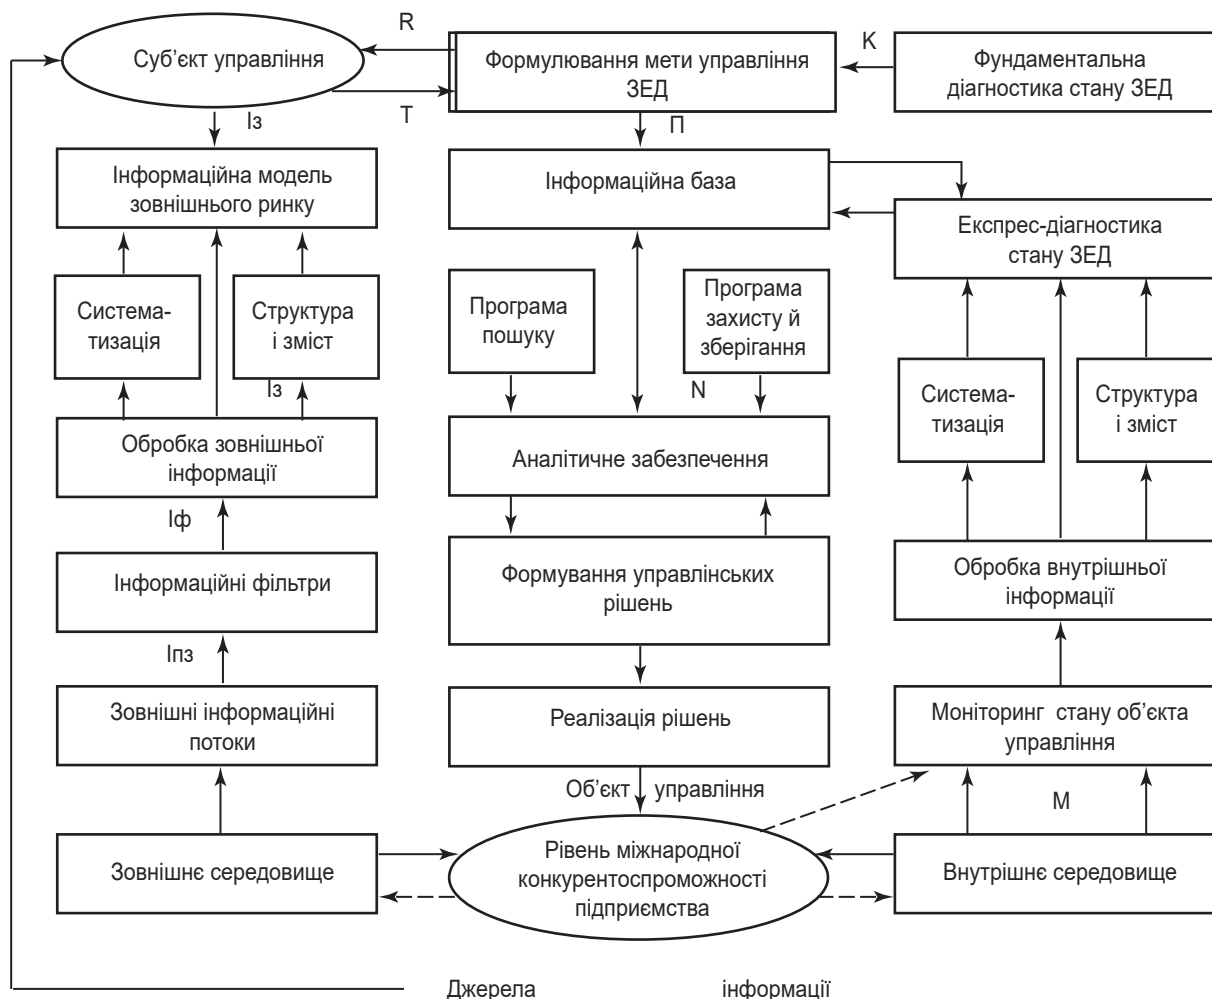 R
K
Суб’єкт управління
Формулювання мети управління
ЗЕД
Фундаментальна
діагностика стану ЗЕД
T
Із
П
Інформаційна модель
зовнішнього ринку
Інформаційна база
Експрес-діагностика
стану ЗЕД
Система-
тизація
Структура
і зміст
Програма
пошуку
Програма
захисту й
зберігання
Із
N
Система-
тизація
Структура
і зміст
Обробка зовнішньої
інформації
Аналітичне забезпечення
Іф
Інформаційні фільтри
Формування управлінських
рішень
Обробка внутрішньої
інформації
Іпз
Зовнішні інформаційні
потоки
Реалізація рішень
Моніторинг стану об’єкта
управління
Об’єкт управління
M
Зовнішнє середовище
Рівень міжнародної
конкурентоспроможності
підприємства
Внутрішнє середовище
Джерела інформації